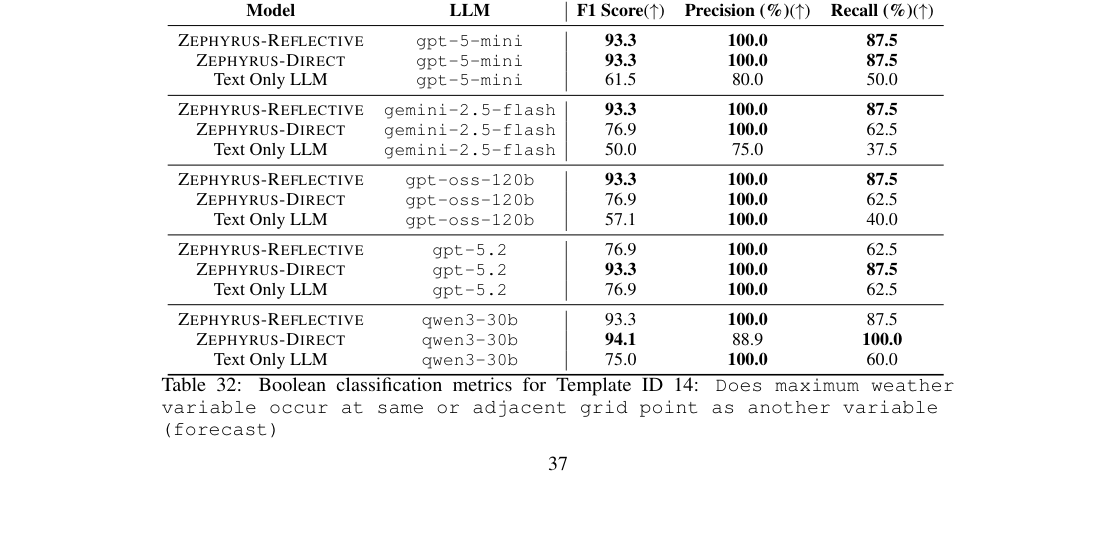 Model LLM F1 Score(↑) Precision (%)(↑) Recall (%)(↑)
ZEPHYRUS-REFLECTIVE gpt-5-mini 93.3 100.0 87.5
ZEPHYRUS-DIRECT gpt-5-mini 93.3 100.0 87.5
Text Only LLM gpt-5-mini 61.5 80.0 50.0
ZEPHYRUS-REFLECTIVE gemini-2.5-flash 93.3 100.0 87.5
ZEPHYRUS-DIRECT gemini-2.5-flash 76.9 100.0 62.5
Text Only LLM gemini-2.5-flash 50.0 75.0 37.5
ZEPHYRUS-REFLECTIVE gpt-oss-120b 93.3 100.0 87.5
ZEPHYRUS-DIRECT gpt-oss-120b 76.9 100.0 62.5
Text Only LLM gpt-oss-120b 57.1 100.0 40.0
ZEPHYRUS-REFLECTIVE gpt-5.2 76.9 100.0 62.5
ZEPHYRUS-DIRECT gpt-5.2 93.3 100.0 87.5
Text Only LLM gpt-5.2 76.9 100.0 62.5
ZEPHYRUS-REFLECTIVE qwen3-30b 93.3 100.0 87.5
ZEPHYRUS-DIRECT qwen3-30b 94.1 88.9 100.0
Text Only LLM qwen3-30b 75.0 100.0 60.0
Table 32: Boolean classification metrics for Template ID 14: Does maximum weather
variable occur at same or adjacent grid point as another variable
(forecast)
37